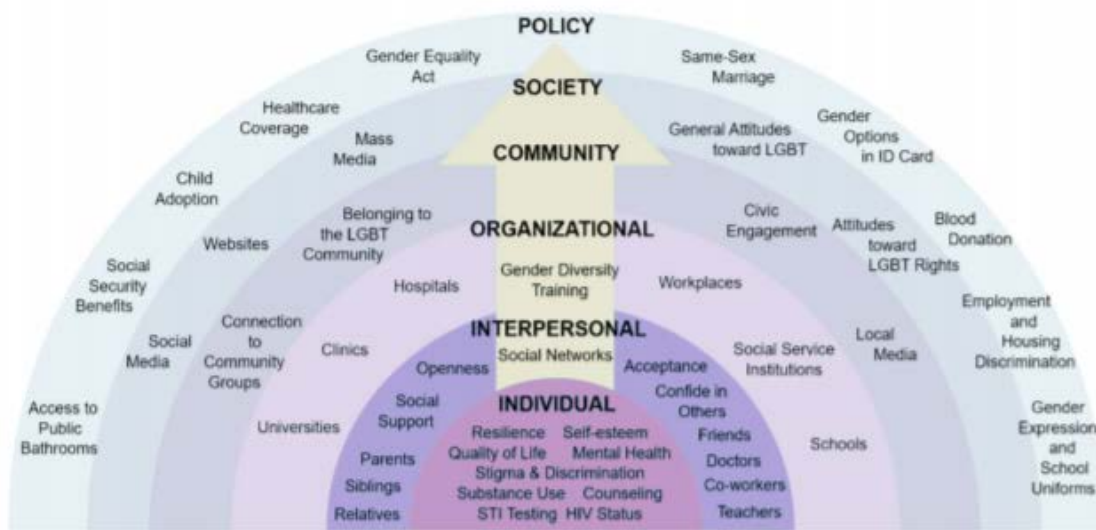 POLICY
Gender Equality
Act
Same-Sex
Marriage
Healthcare
Coverage
Gender
Options
in ID Card
Child
Adoption
Blood
Donation
Social
Security
Benefits
Employment
and
Housing
Discrimination
Access to
Public
Bathrooms
Gender
Expression
and
School
Uniforms
SOCIETY
Mass
Media
General Attitudes
toward LGBT
Websites
Attitudes
toward
LGBT Rights
Social
Media
Local
Media
COMMUNITY
Belonging to
the LGBT
Community
Civic
Engagement
Connection
to
Community
Groups
ORGANIZATIONAL
Hospitals
Gender Diversity
Training
Workplaces
Clinics
Social Service
Institutions
Universities
Schools
INTERPERSONAL
Social Networks
Openness
Acceptance
Social
Support
Confide in
Others
Parents
Friends
Doctors
Siblings
Co-workers
Relatives
Teachers
INDIVIDUAL
Resilience Self-esteem
Quality of Life Mental Health
Stigma & Discrimination
Substance Use Counseling
STI Testing HIV Status